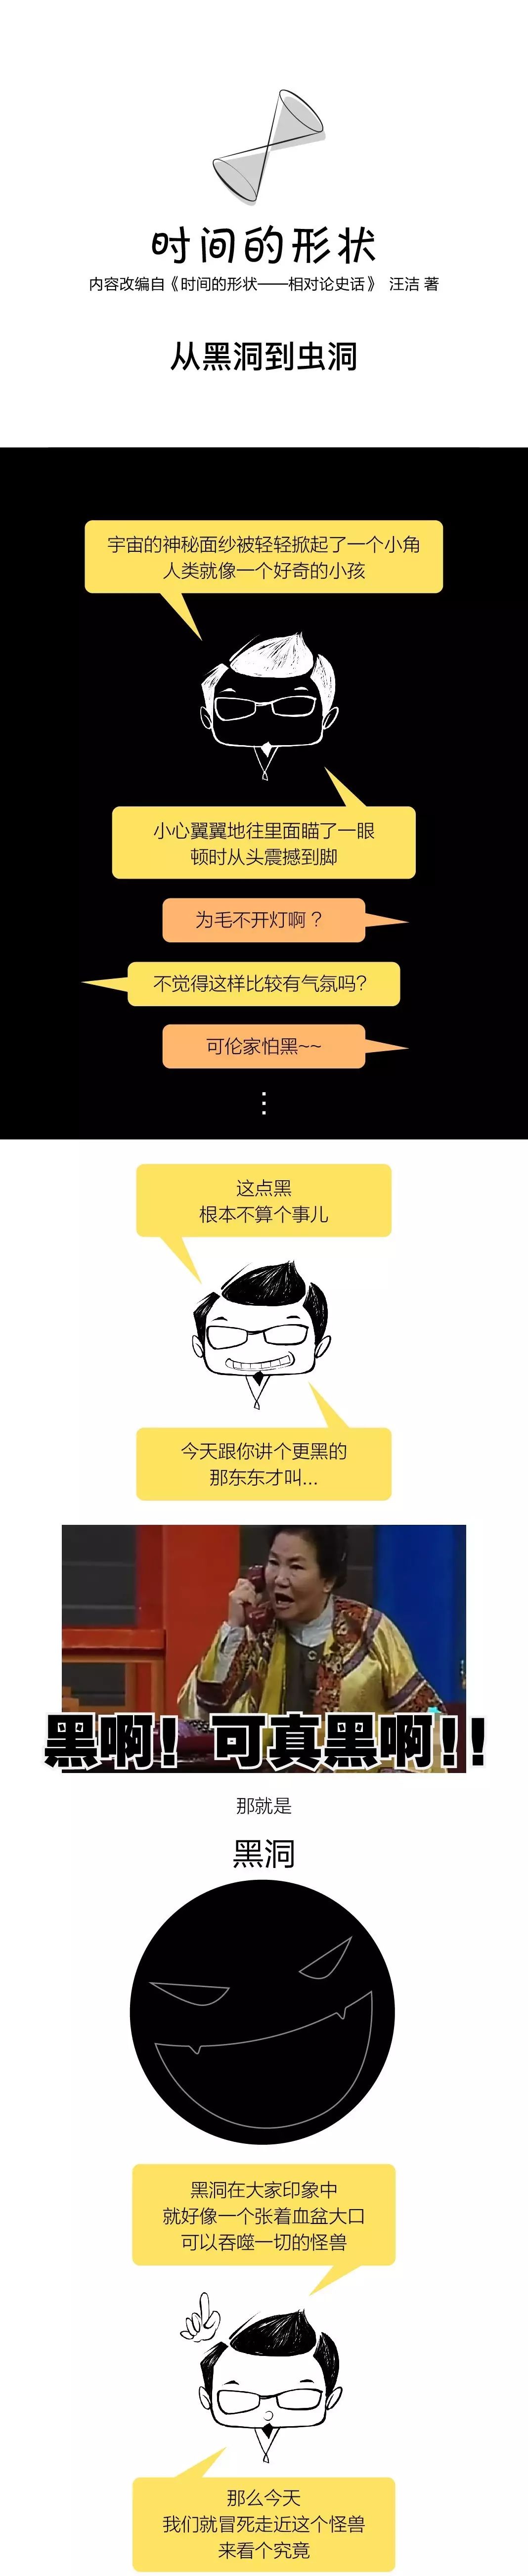 时间的形状
内容改编自《时间的形状——相对论史话》 汪洁 著
从黑洞到虫洞
宇宙的神秘面纱被轻轻掀起了一个小角
人类就像一个好奇的小孩
小心翼翼地往里面瞄了一眼
顿时从头震撼到脚
为毛不开灯啊？
不觉得这样比较有气氛吗?
可伦家怕黑~~
⋮
这点黑
根本不算个事儿
今天跟你讲个更黑的
那东东才叫...
黑啊！可真黑啊!!
那就是
黑洞
黑洞在大家印象中
就好像一个张着血盆大口
可以吞噬一切的怪兽
那么今天
我们就冒死走近这个怪兽
来看个究竟